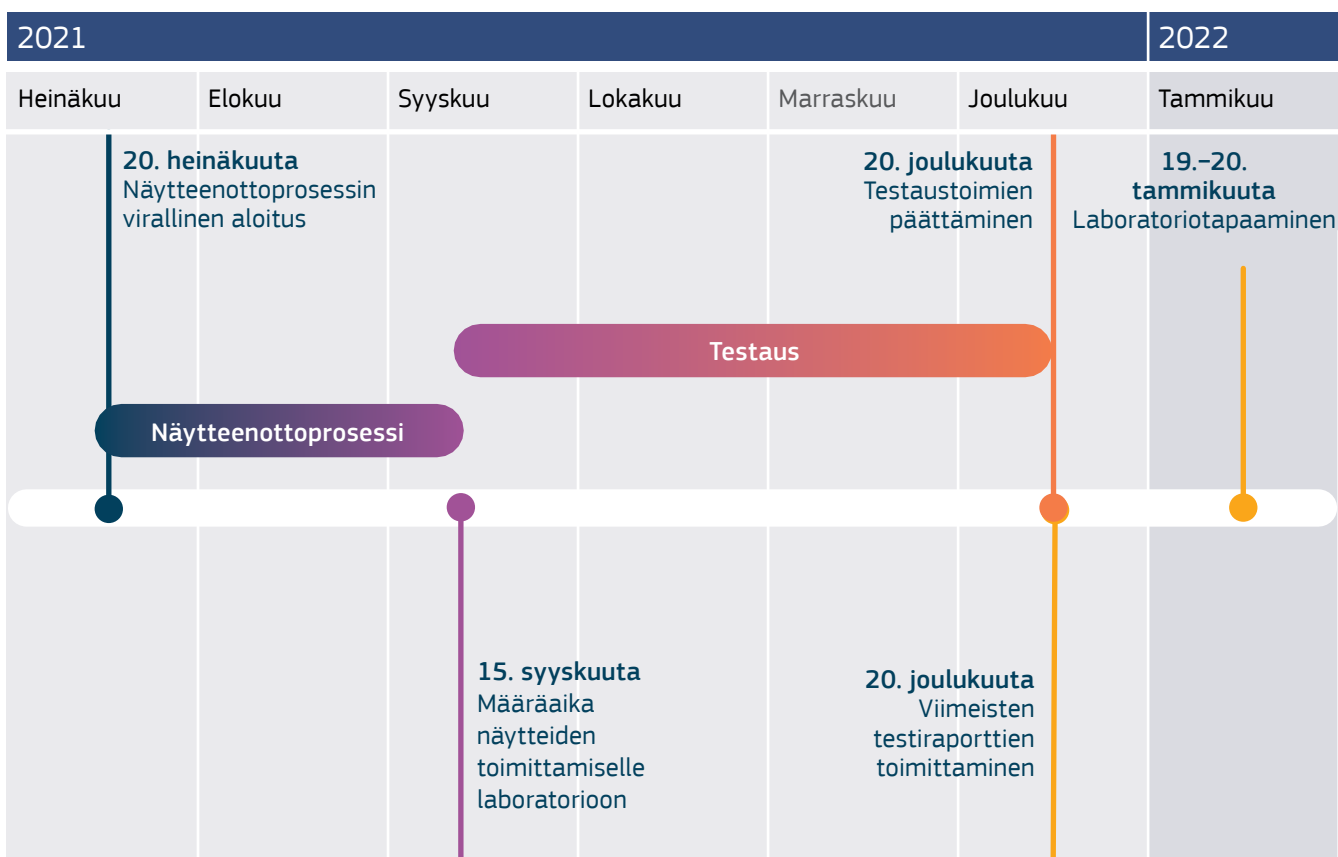 2021
2022
Heinäkuu
Elokuu
Syyskuu
Lokakuu
Marraskuu
Joulukuu
Tammikuu
20. heinäkuuta
Näytteenottoprosessin
virallinen aloitus
20. joulukuuta
Testaustoimien
päättäminen
19.–20.
tammikuuta
Laboratoriotapaaminen
Testaus
Näytteenottoprosessi
15. syyskuuta
Määräaika
näytteiden
toimittamiselle
laboratorioon
20. joulukuuta
Viimeisten
testiraporttien
toimittaminen